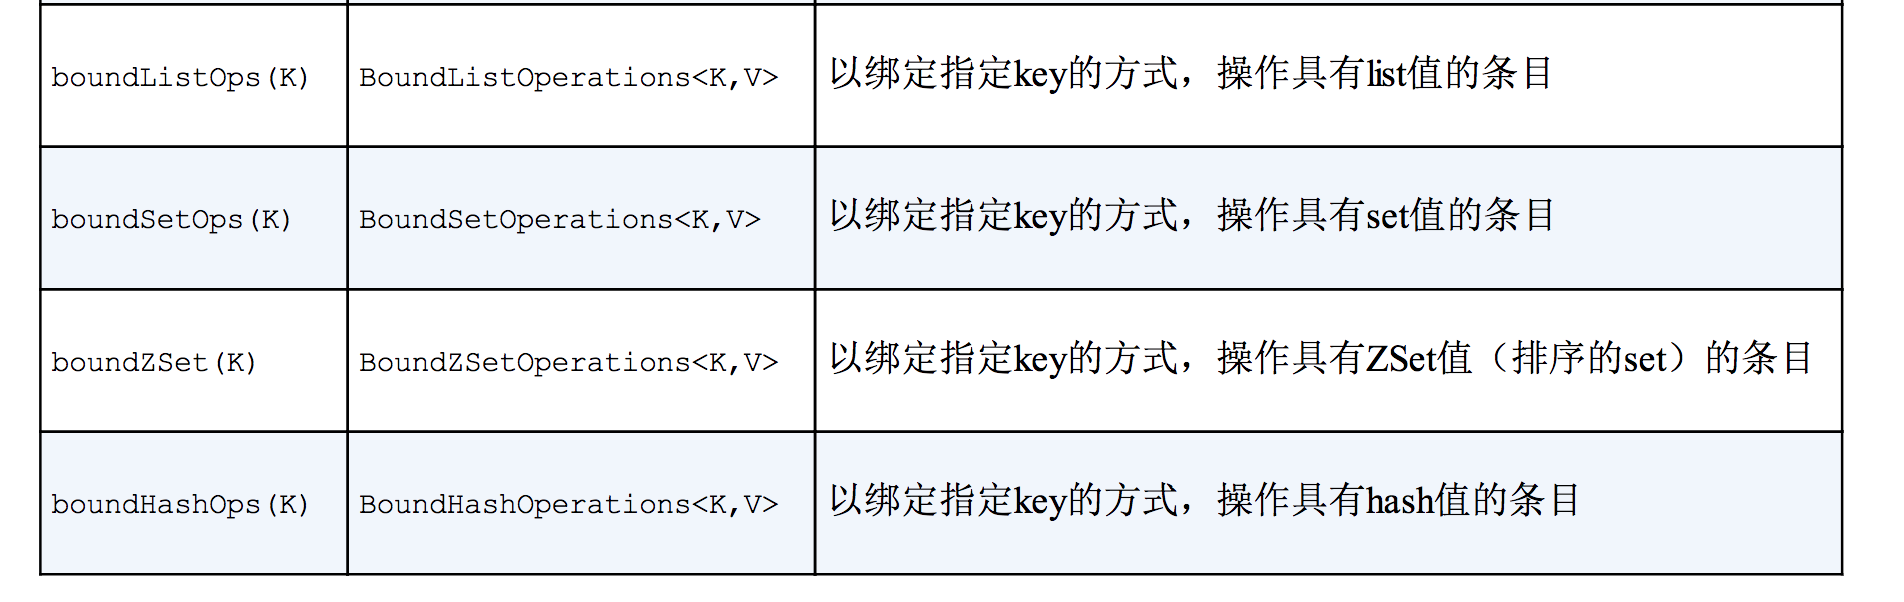 boundListOps(K) BoundListOperations<K,V> 以绑定指定key的方式，操作具有list值的条目
boundSetOps(K) BoundSetOperations<K,V> 以绑定指定key的方式，操作具有set值的条目
boundZSet(K) BoundZSetOperations<K,V> 以绑定指定key的方式，操作具有ZSet值（排序的set）的条目
boundHashOps(K) BoundHashOperations<K,V> 以绑定指定key的方式，操作具有hash值的条目